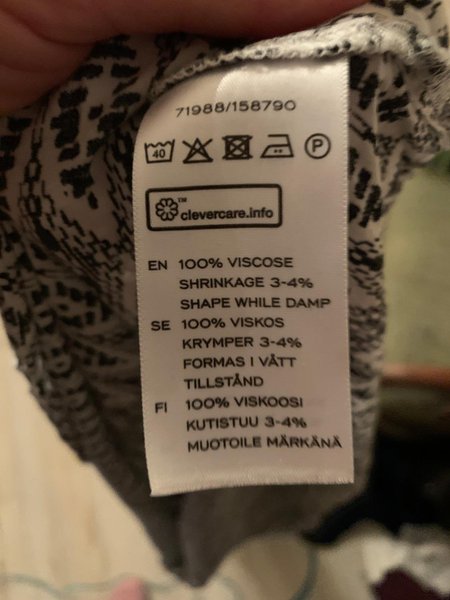 71988/158790
40 P
™
clevercare.info
EN 100% VISCOSE
SHRINKAGE 3-4%
SHAPE WHILE DAMP
SE 100% VISKOS
KRYMPER 3-4%
FORMAS I VÅTT
TILLSTÅND
FI 100% VISKOOSI
KUTISTUU 3-4%
MUOTOILE MÄRKÄNÄ